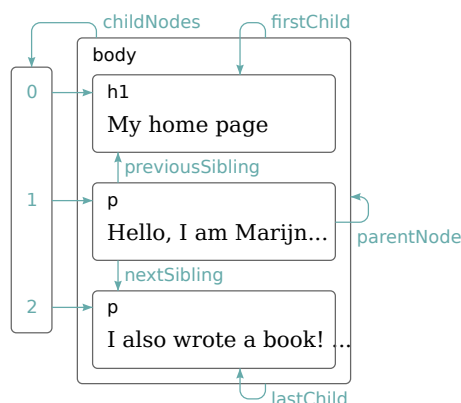 childNodes
firstChild
body
0
h1
My home page
previousSibling
1
p
Hello, I am Marijn...
parentNode
nextSibling
2
p
I also wrote a book! ...
lastChild